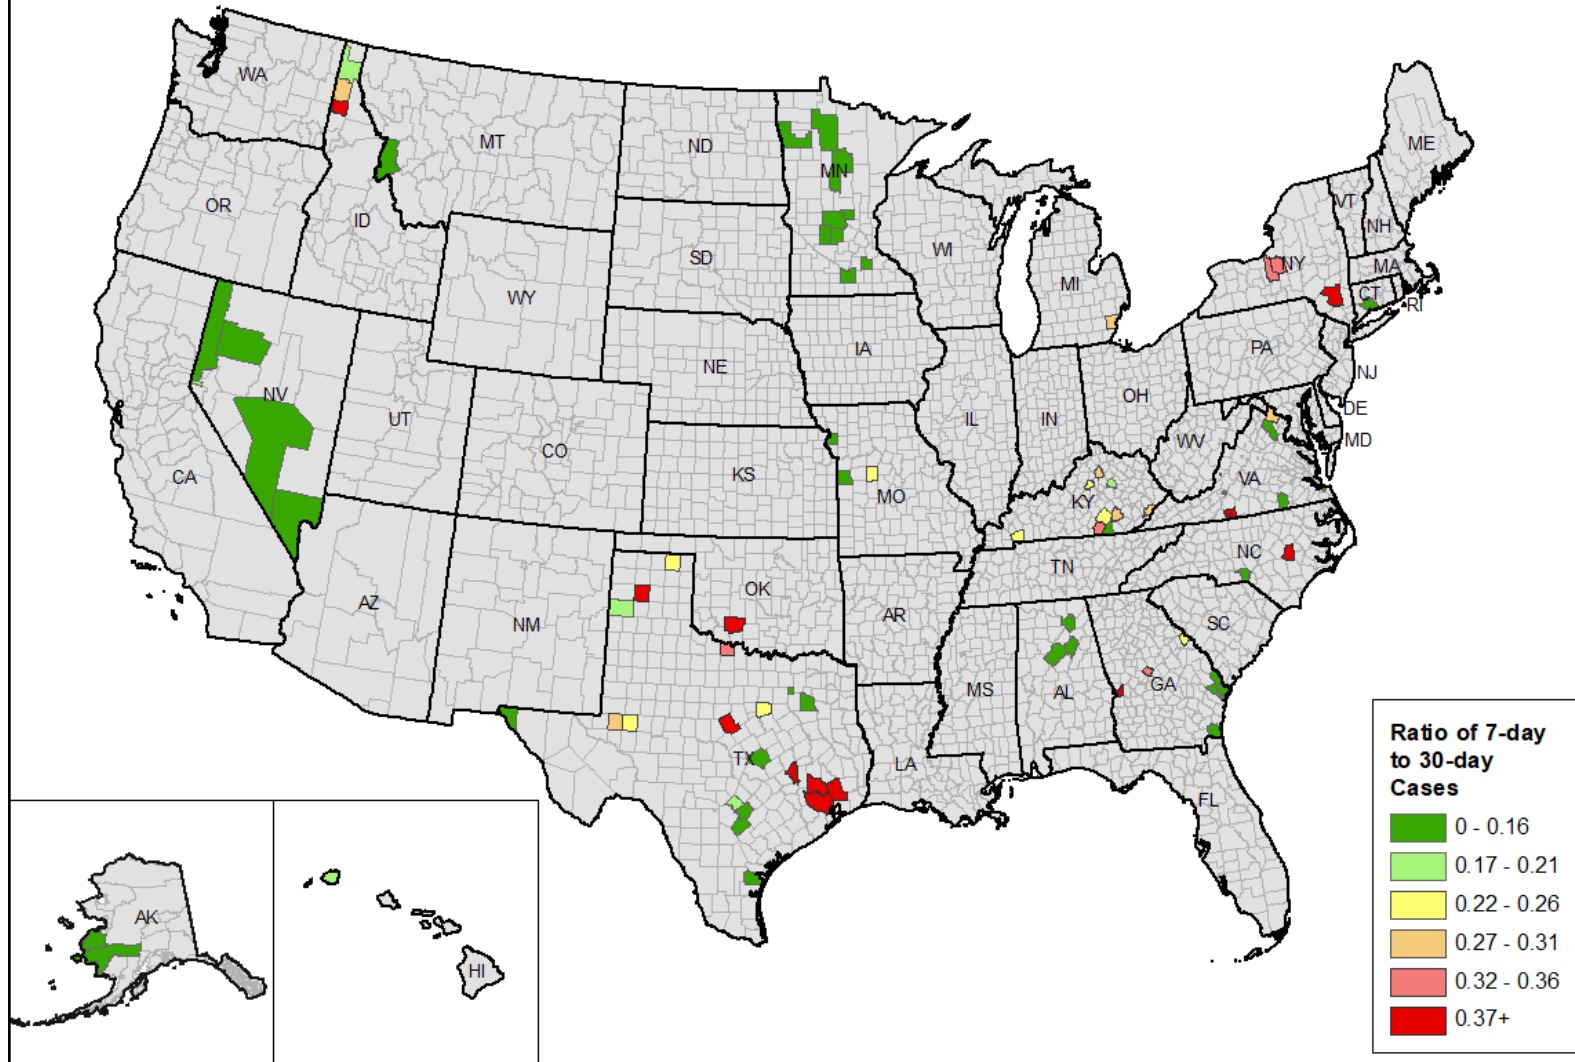 WA
MT
ND
MN
ME
OR
ID
VT
NH
WI
NY
MA
SD
MI
CT
RI
WY
IA
PA
NE
NJ
NV
UT
IL
IN
OH
DE
MD
CO
WV
CA
KS
MO
KY
VA
NC
TN
OK
AZ
NM
AR
SC
MS
AL
GA
TX
LA
FL
AK
HI
Ratio of 7-day
to 30-day
Cases
0 - 0.16
0.17 - 0.21
0.22 - 0.26
0.27 - 0.31
0.32 - 0.36
0.37+